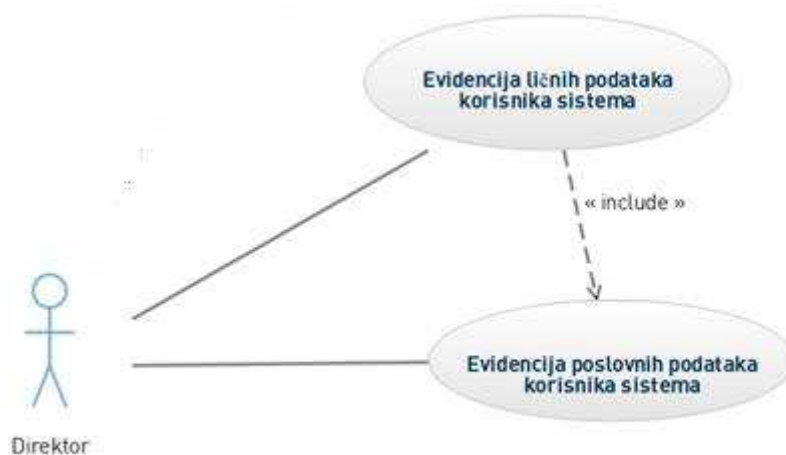 Evidencija ličnih podataka
korisnika sistema
« include »
Evidencija poslovnih podataka
korisnika sistema
Direktor